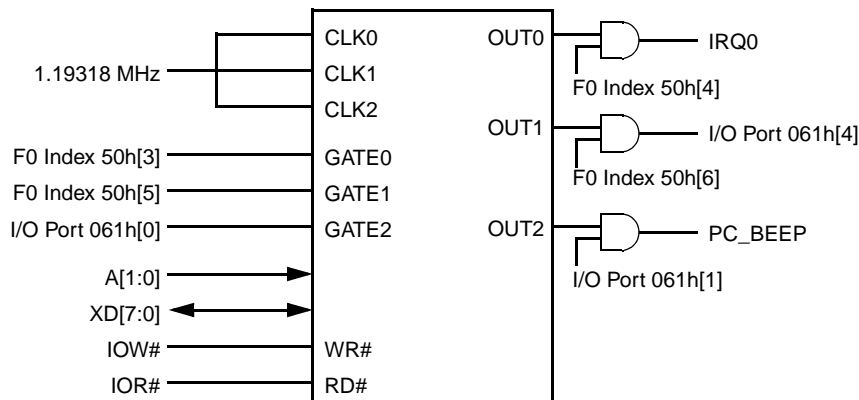 CLK0
OUT0
IRQ0
1.19318 MHz
CLK1
F0 Index 50h[4]
CLK2
OUT1
I/O Port 061h[4]
F0 Index 50h[3]
GATE0
F0 Index 50h[6]
F0 Index 50h[5]
GATE1
I/O Port 061h[0]
GATE2
OUT2
PC_BEEP
A[1:0]
I/O Port 061h[1]
XD[7:0]
IOW#
WR#
IOR#
RD#